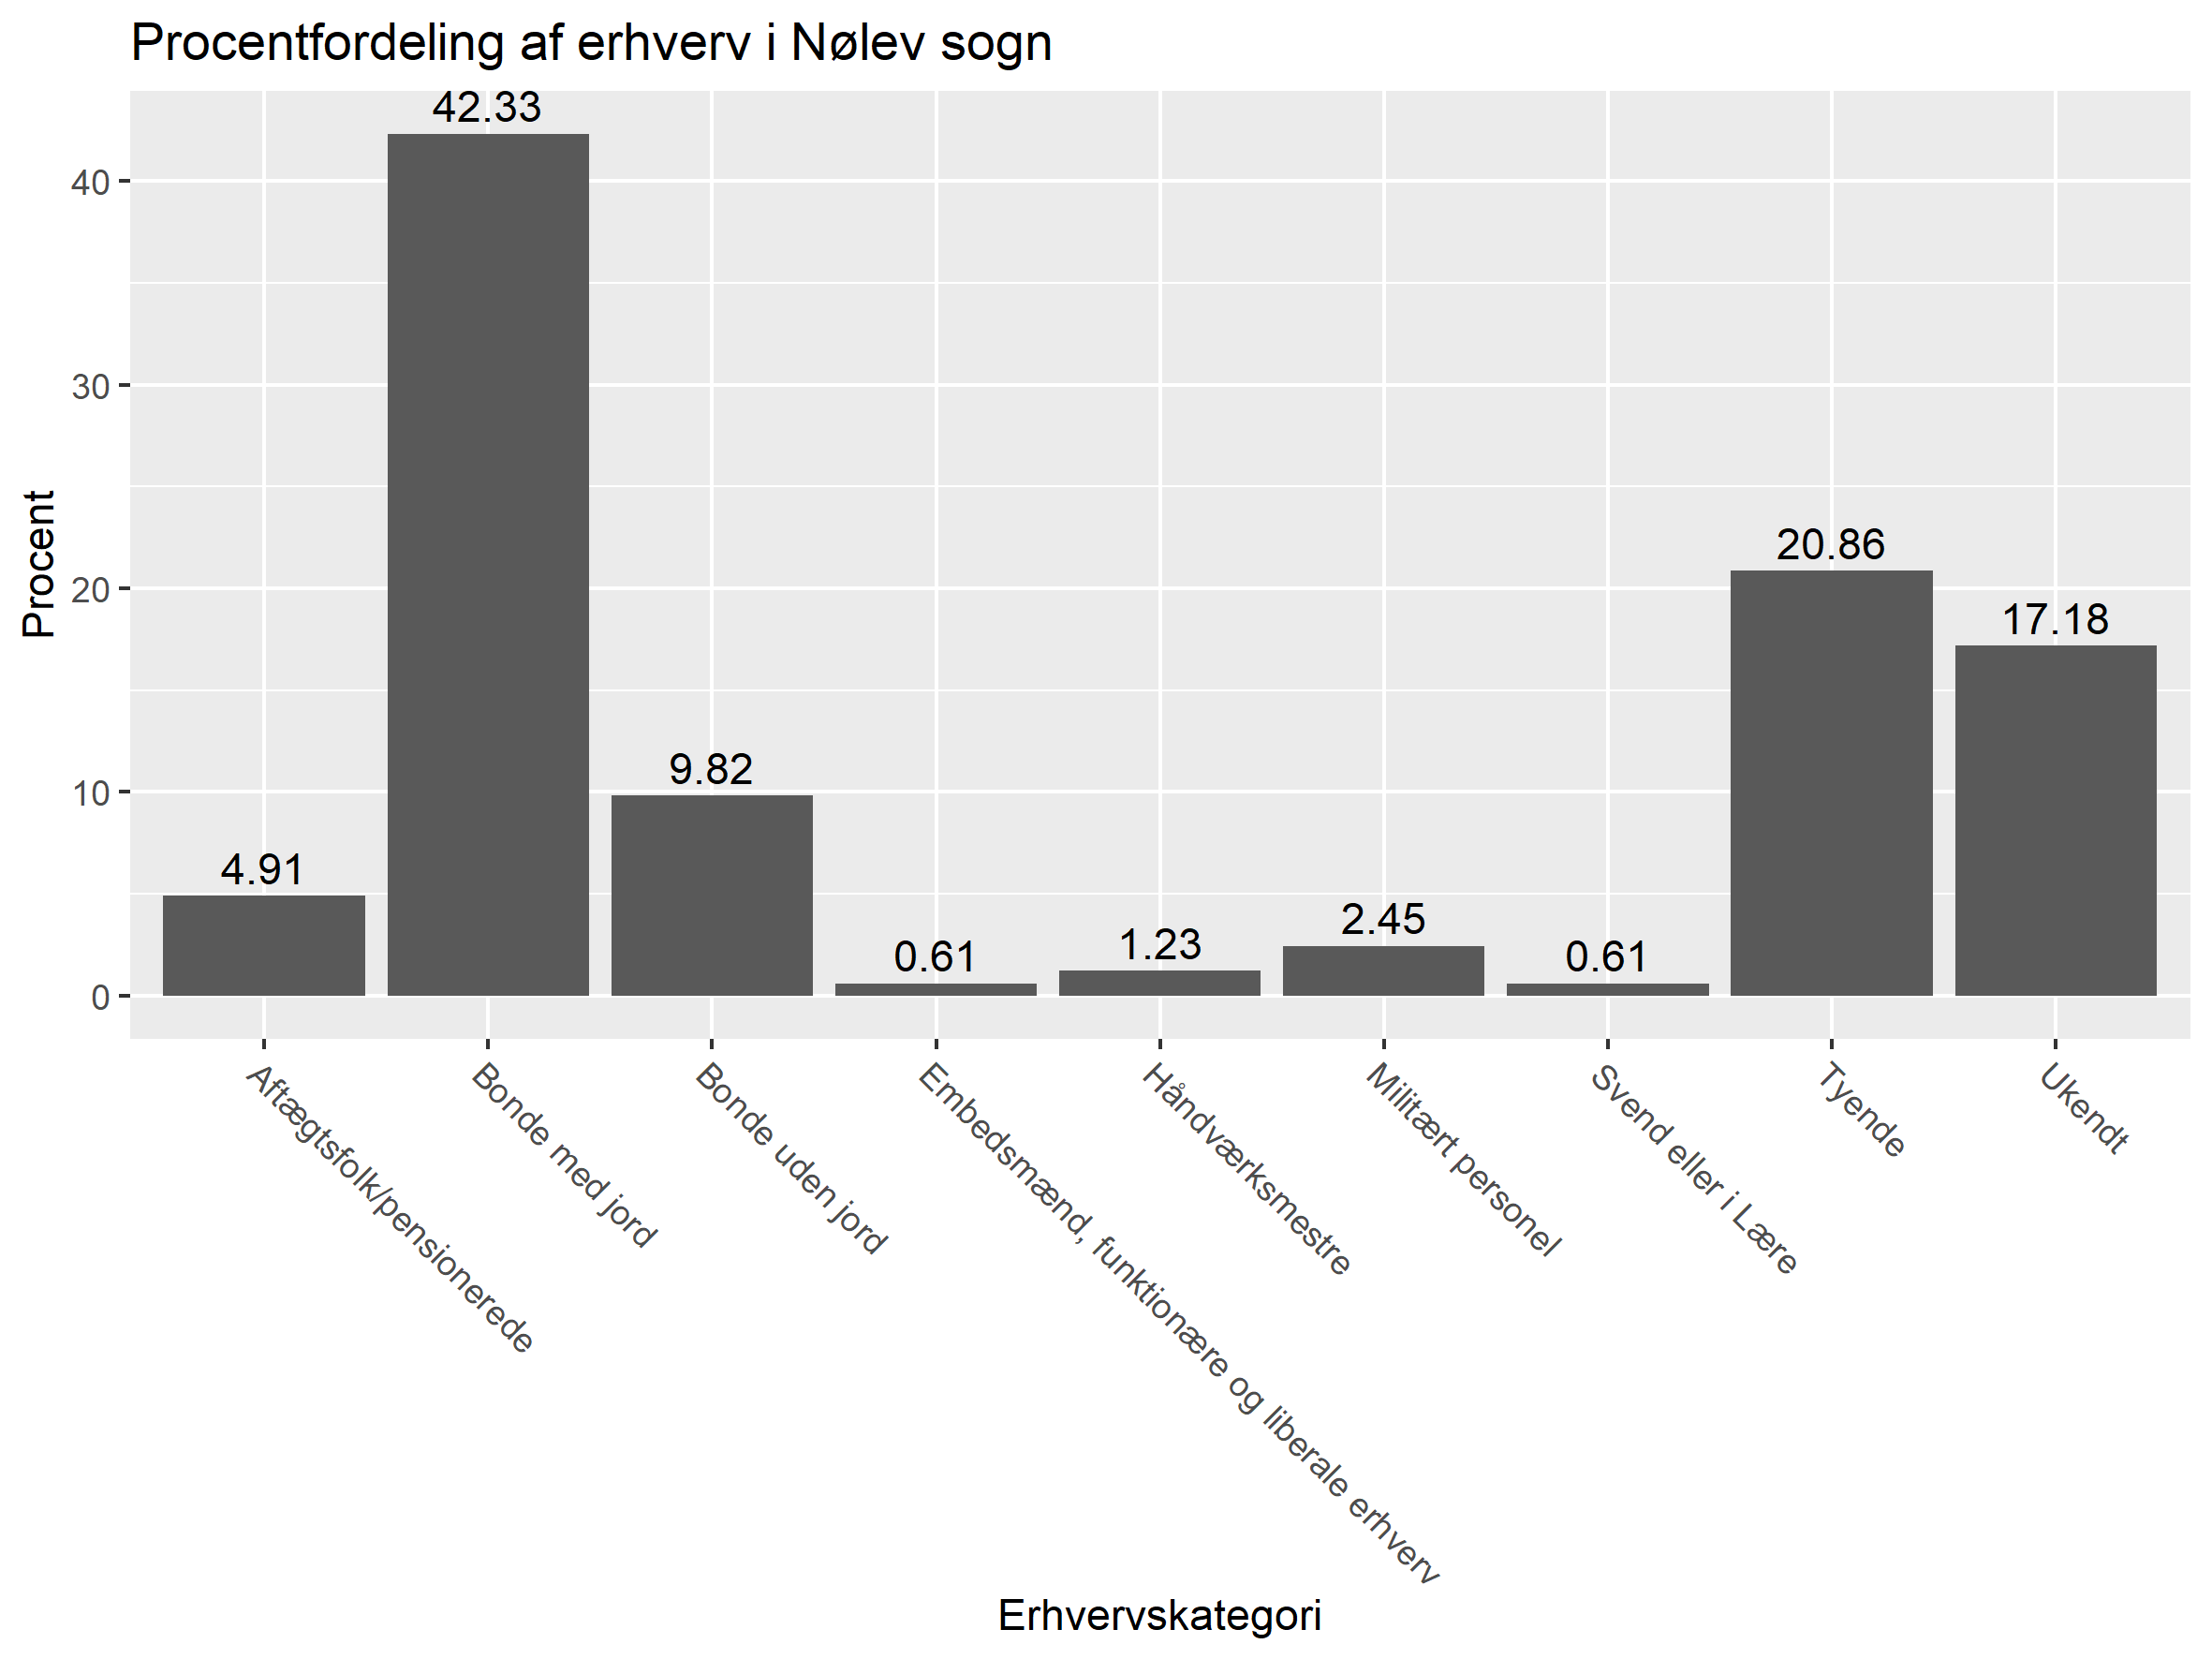 Procentfordeling af erhverv i Nølev sogn
Procent
40
30
20
10
0
4.91
42.33
9.82
0.61
1.23
2.45
0.61
20.86
17.18
Aftægtsfolk/pensionerede
Bonde med jord
Bonde uden jord
Embedsmænd, funktionære og liberale erhverv
Håndværksmestre
Militært personel
Svend eller i Lære
Tyende
Ukendt
Erhvervskategori